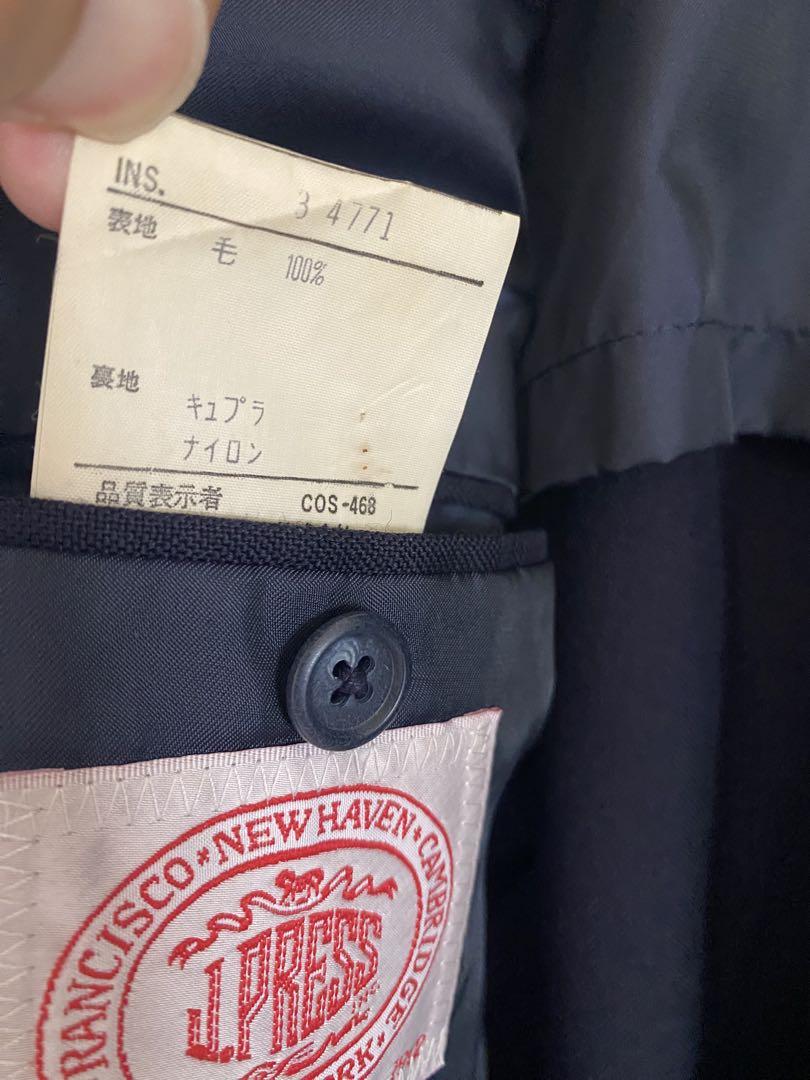 INS.
3 4771
表地 毛 100%
裏地
キュプラ
ナイロン
品質表示者 COS-468
FRANCISCO * NEW HAVEN * CAMBRIDGE
J.PRESS